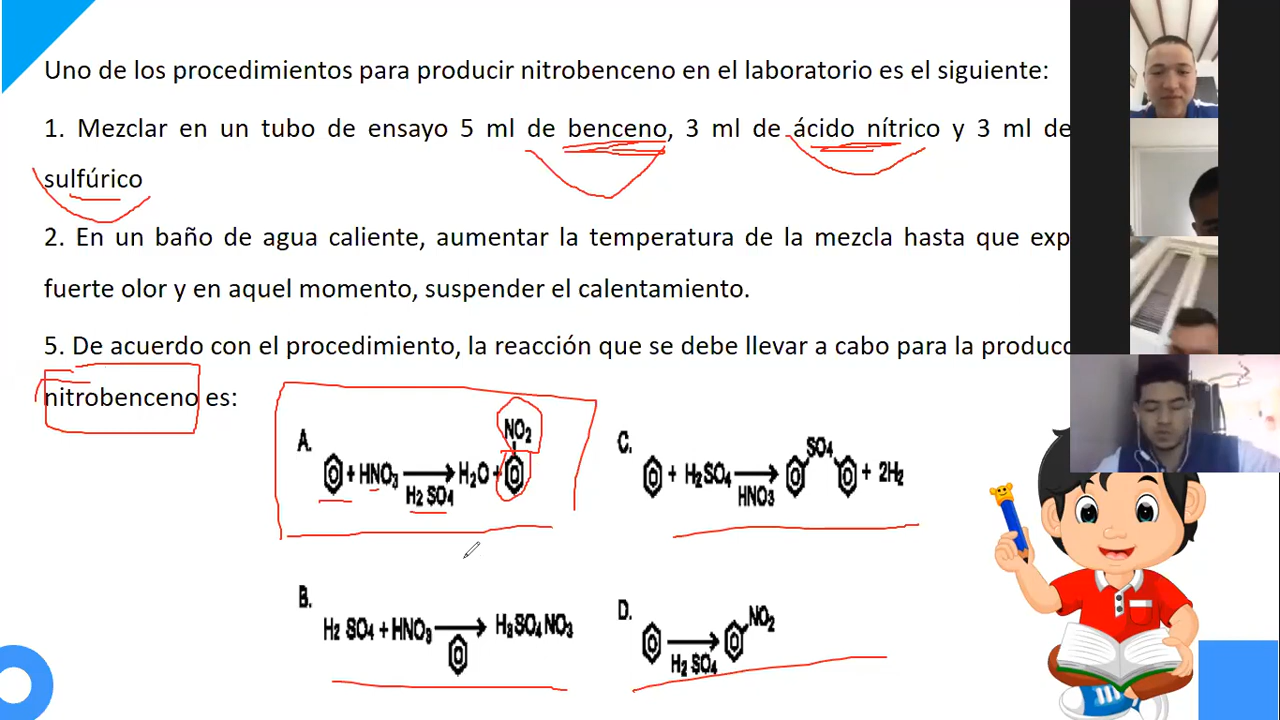 Uno de los procedimientos para producir nitrobenceno en el laboratorio es el siguiente:
1. Mezclar en un tubo de ensayo 5 ml de benceno, 3 ml de ácido nítrico y 3 ml de
sulfúrico
2. En un baño de agua caliente, aumentar la temperatura de la mezcla hasta que exp
fuerte olor y en aquel momento, suspender el calentamiento.
5. De acuerdo con el procedimiento, la reacción que se debe llevar a cabo para la producc
nitrobenceno es:
NO2
A.
+ HNO3 → H2O +
H2 SO4
C.
SO4
+ H2SO4 → + 2H2
HNO3
B.
H2 SO4 + HNO3 → H3SO4 NO3
D.
NO2
→
H2 SO4